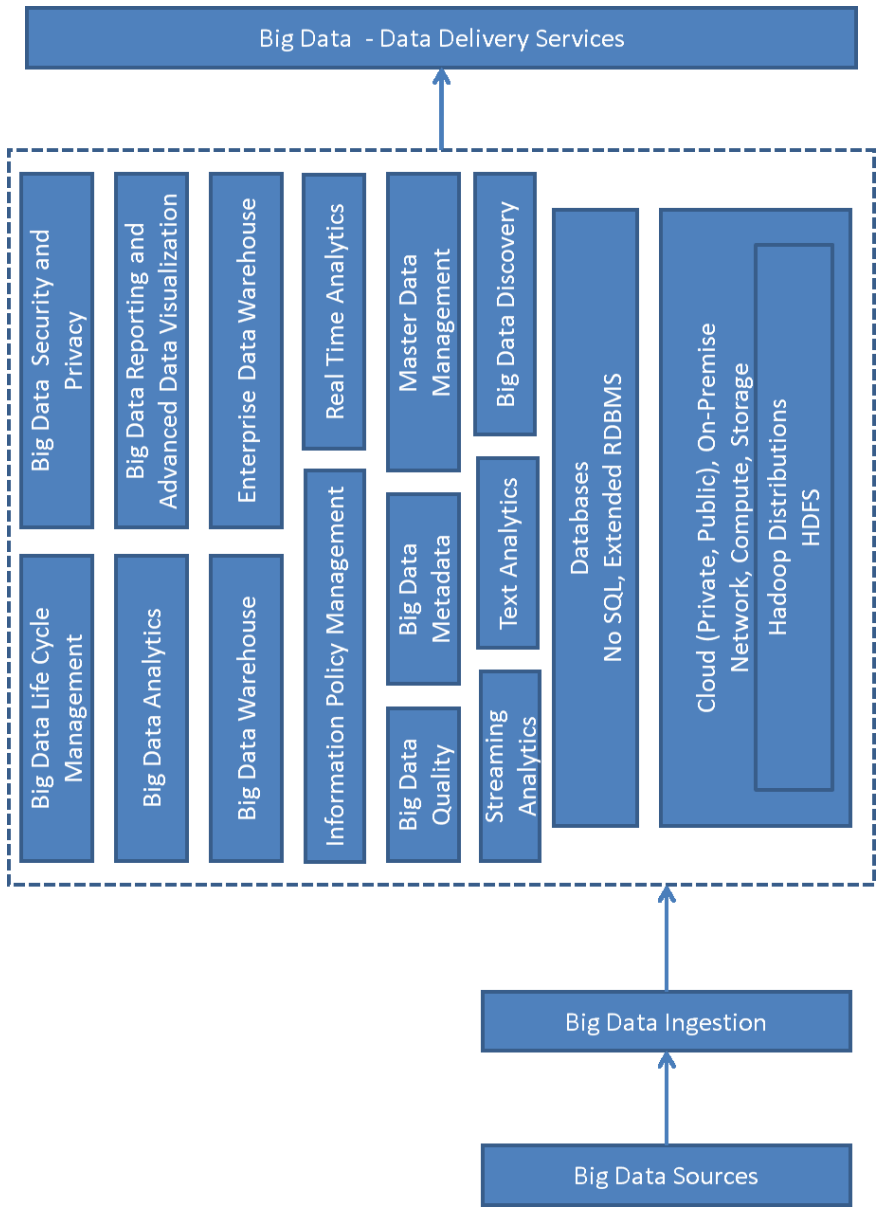 Big Data - Data Delivery Services
Big Data Security and
Privacy
Big Data Reporting and
Advanced Data Visualization
Enterprise Data Warehouse
Real Time Analytics
Master Data
Management
Big Data Discovery
Big Data Life Cycle
Management
Big Data Analytics
Big Data Warehouse
Information Policy Management
Big Data
Metadata
Text Analytics
Big Data
Quality
Streaming
Analytics
Databases
No SQL, Extended RDBMS
Cloud (Private, Public), On-Premise
Network, Compute, Storage
Hadoop Distributions
HDFS
Big Data Ingestion
Big Data Sources